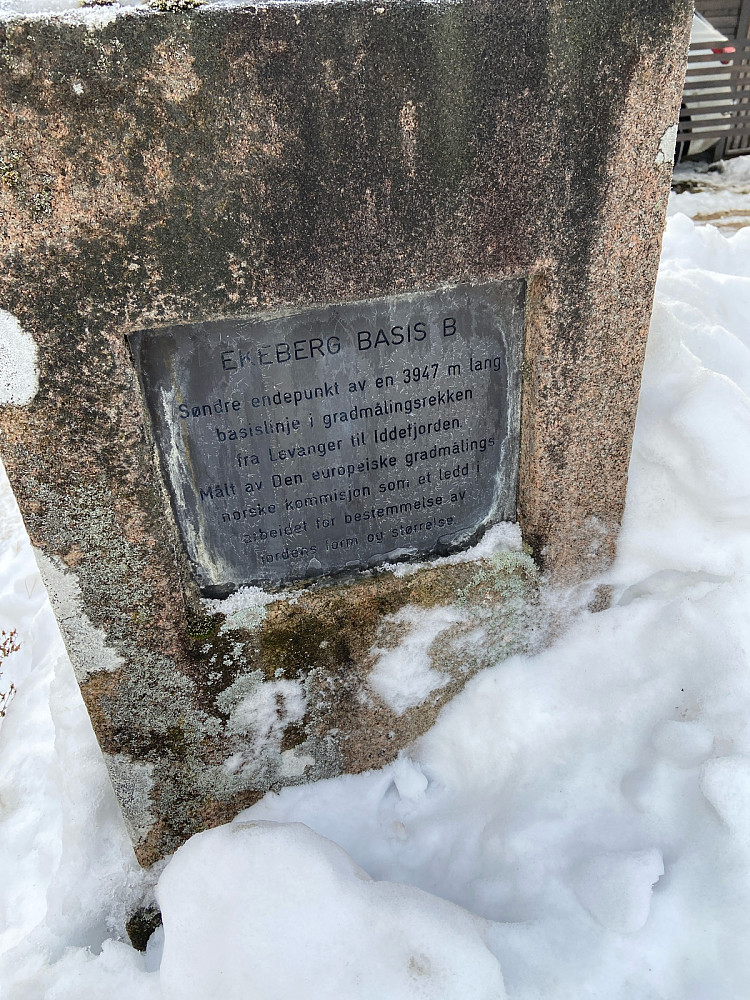 EKEBERG BASIS B
Søndre endepunkt av en 3947 m lang
basislinje i gradmålingsrekken
fra Levanger til Iddefjorden.
Målt av Den europeiske gradmålings
norske kommisjon som et ledd i
arbeidet for bestemmelse av
jordens form og størrelse.